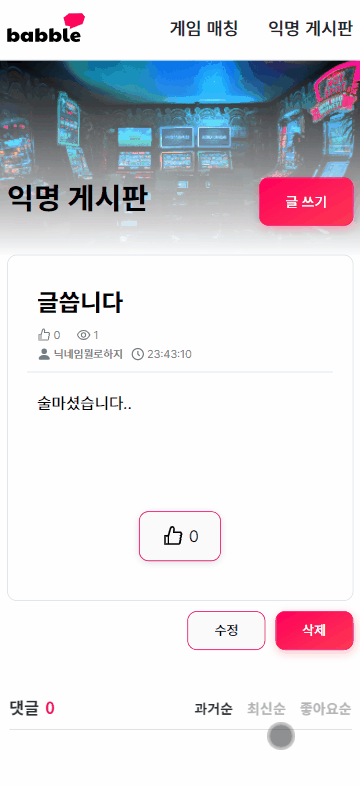 babble 게임 매칭 익명 게시판
익명 게시판 글 쓰기
글씁니다
0 1
닉네임뭘로하지 23:43:10
술마셨습니다..
0
수정 삭제
댓글 0 과거순 최신순 좋아요순